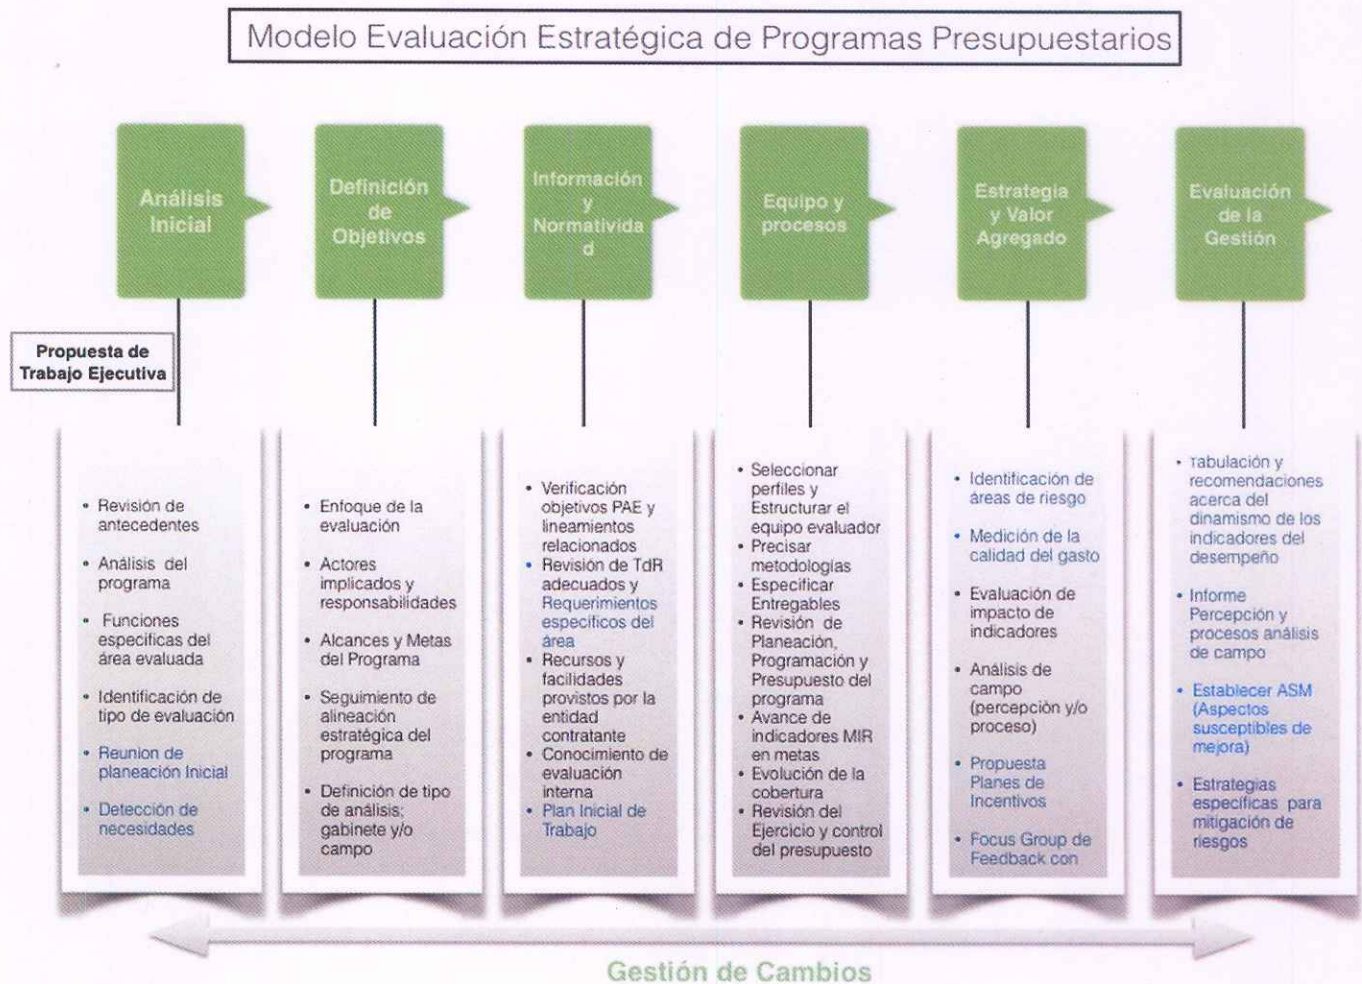 Modelo Evaluación Estratégica de Programas Presupuestarios
Análisis
Inicial
Definición
de
Objetivos
Información
y
Normativida
d
Equipo y
procesos
Estrategia
y Valor
Agregado
Evaluación
de la
Gestión
Propuesta de
Trabajo Ejecutiva
• Revisión de
antecedentes
• Análisis del
programa
• Funciones
especificas del
área evaluada
• Identificación de
tipo de evaluación
• Reunion de
planeación Inicial
• Detección de
necesidades
• Enfoque de la
evaluación
• Actores
implicados y
responsabilidades
• Alcances y Metas
del Programa
• Seguimiento de
alineación
estratégica del
programa
• Definición de tipo
de análisis;
gabinete y/o
campo
• Verificación
objetivos PAE y
lineamientos
relacionados
• Revisión de TdR
adecuados y
Requerimientos
específicos del
área
• Recursos y
facilidades
provistos por la
entidad
contratante
• Conocimiento de
evaluación
interna
• Plan Inicial de
Trabajo
• Seleccionar
perfiles y
Estructurar el
equipo evaluador
• Precisar
metodologías
• Especificar
Entregables
• Revisión de
Planeación,
Programación y
Presupuesto del
programa
• Avance de
indicadores MIR
en metas
• Evolución de la
cobertura
• Revisión del
Ejercicio y control
del presupuesto
• Identificación de
áreas de riesgo
• Medición de la
calidad del gasto
• Evaluación de
impacto de
indicadores
• Análisis de
campo
(percepción y/o
proceso)
• Propuesta
Planes de
Incentivos
• Focus Group de
Feedback con
• Tabulación y
recomendaciones
acerca del
dinamismo de los
indicadores del
desempeño
• Informe
Percepción y
procesos análisis
de campo
• Establecer ASM
(Aspectos
susceptibles de
mejora)
• Estrategias
específicas para
mitigación de
riesgos
Gestión de Cambios